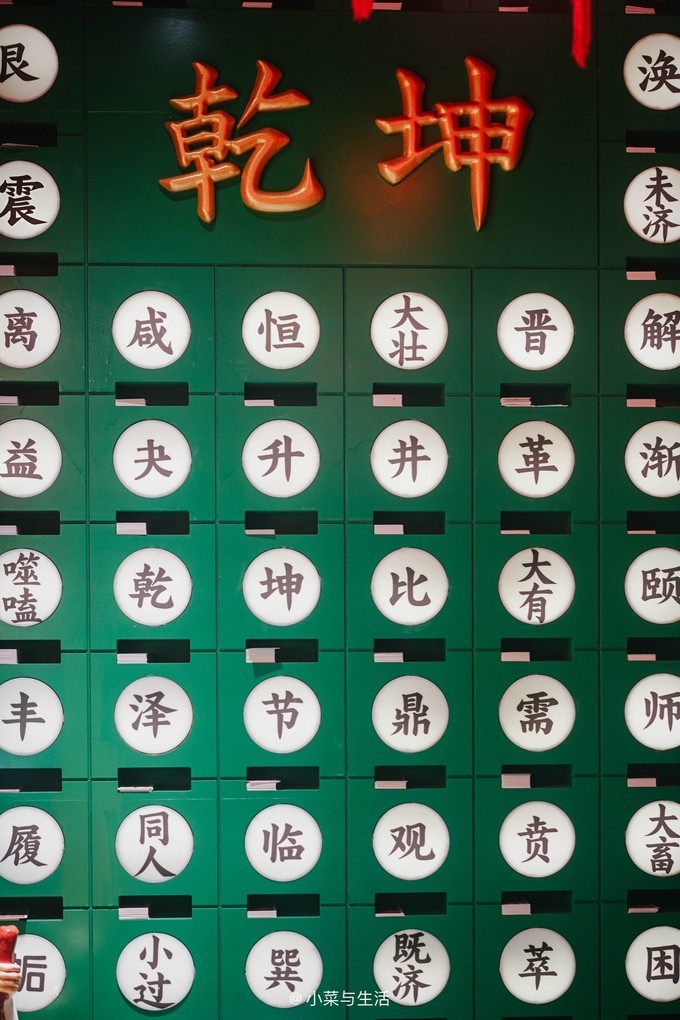 乾 坤
艮 涣
震 未济
离 咸 恒 大壮 晋 解
益 夬 升 井 革 渐
噬嗑 乾 坤 比 大有 颐
丰 泽 节 鼎 需 师
履 同人 临 观 贲 大畜
小过 巽 既济 萃 困
@小菜与生活